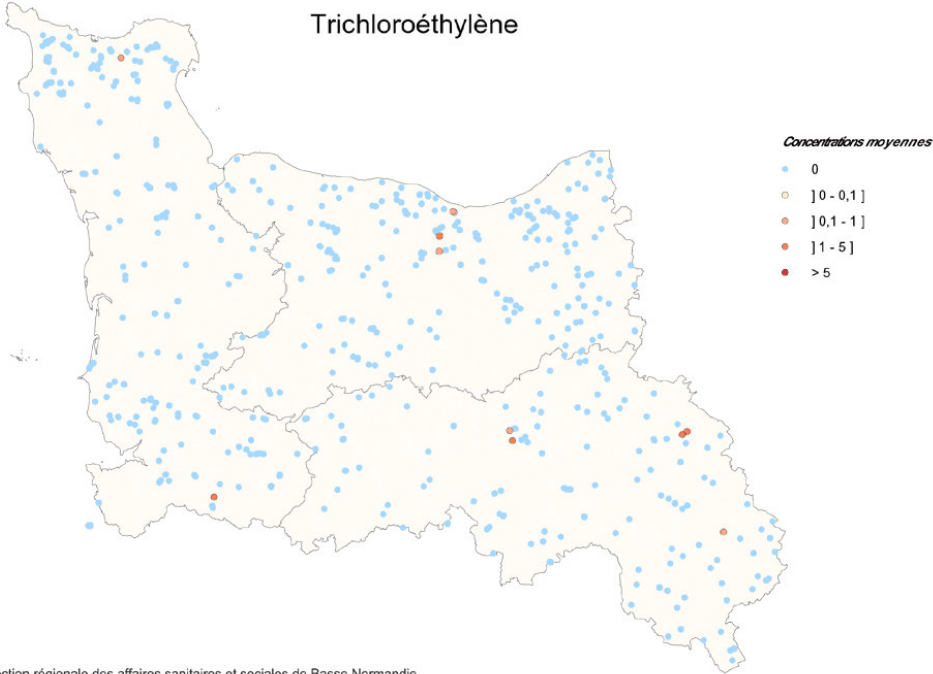 Trichloroéthylène
Concentrations moyennes
0
] 0 - 0,1 ]
] 0,1 - 1 ]
] 1 - 5 ]
> 5
régionale des affaires sanitaires et sociales de Basse-Normandie